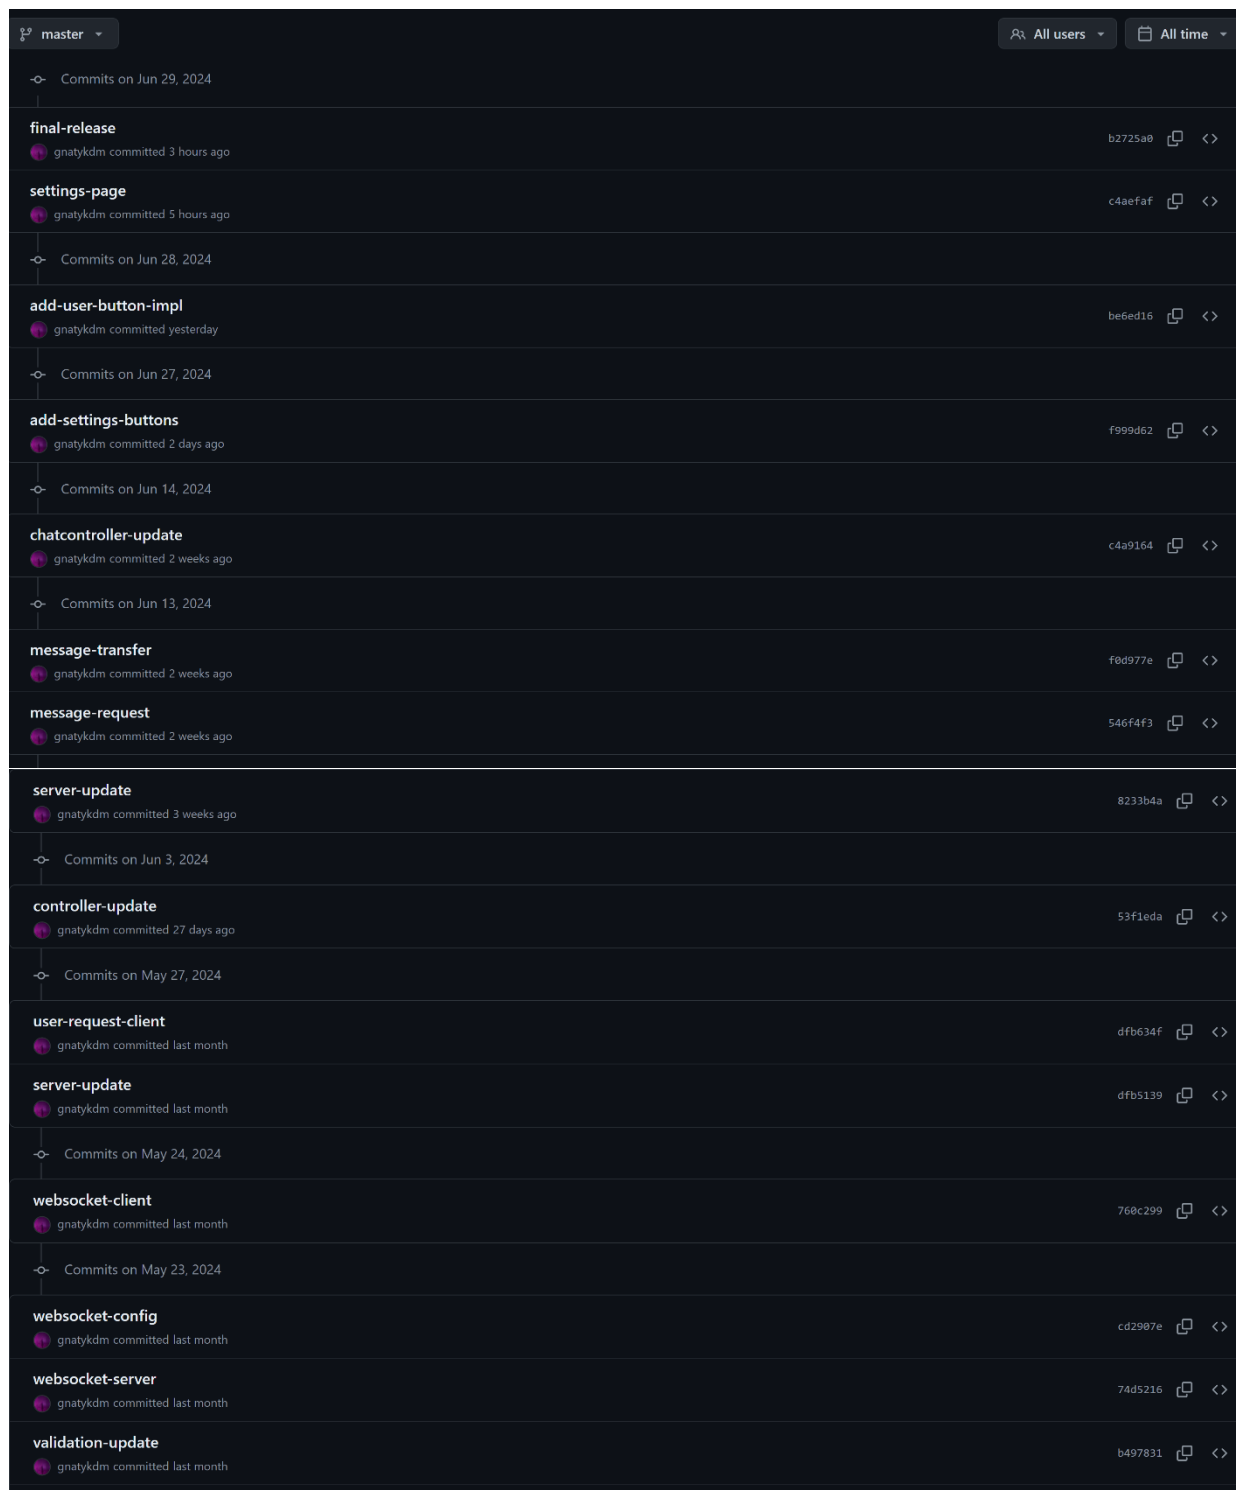 master
All users
All time
Commits on Jun 29, 2024
final-release
gnatykdm committed 3 hours ago
b2725a0
settings-page
gnatykdm committed 5 hours ago
c4aefaf
Commits on Jun 28, 2024
add-user-button-impl
gnatykdm committed yesterday
be6ed16
Commits on Jun 27, 2024
add-settings-buttons
gnatykdm committed 2 days ago
f999d62
Commits on Jun 14, 2024
chatcontroller-update
gnatykdm committed 2 weeks ago
c4a9164
Commits on Jun 13, 2024
message-transfer
gnatykdm committed 2 weeks ago
f0d977e
message-request
gnatykdm committed 2 weeks ago
546f4f3
server-update
gnatykdm committed 3 weeks ago
8233b4a
Commits on Jun 3, 2024
controller-update
gnatykdm committed 27 days ago
53f1eda
Commits on May 27, 2024
user-request-client
gnatykdm committed last month
dfb634f
server-update
gnatykdm committed last month
dfb5139
Commits on May 24, 2024
websocket-client
gnatykdm committed last month
760c299
Commits on May 23, 2024
websocket-config
gnatykdm committed last month
cd2907e
websocket-server
gnatykdm committed last month
74d5216
validation-update
gnatykdm committed last month
b497831